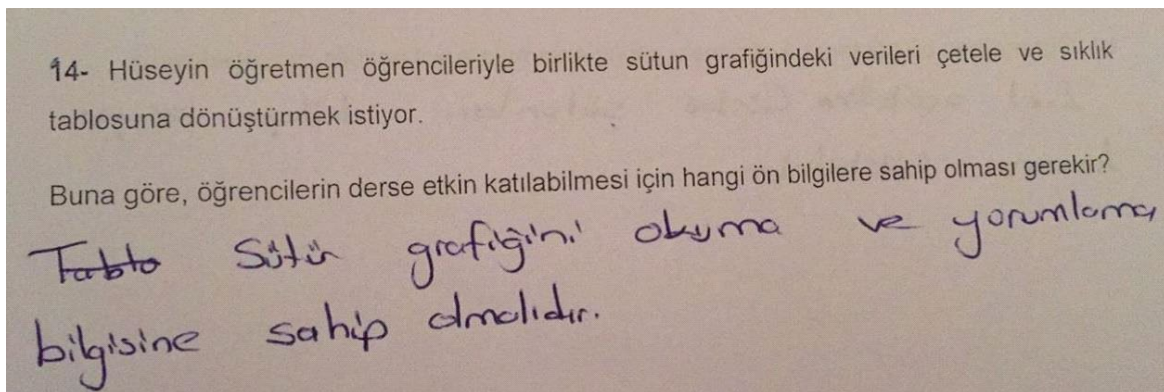 14- Hüseyin öğretmen öğrencileriyle birlikte sütun grafiğindeki verileri çetele ve sıklık
tablosuna dönüştürmek istiyor.
Buna göre, öğrencilerin derse etkin katılabilmesi için hangi ön bilgilere sahip olması gerekir?
Tablo Sütün grafiğini okuma ve yorumlama
bilgisine sahip olmalıdır.